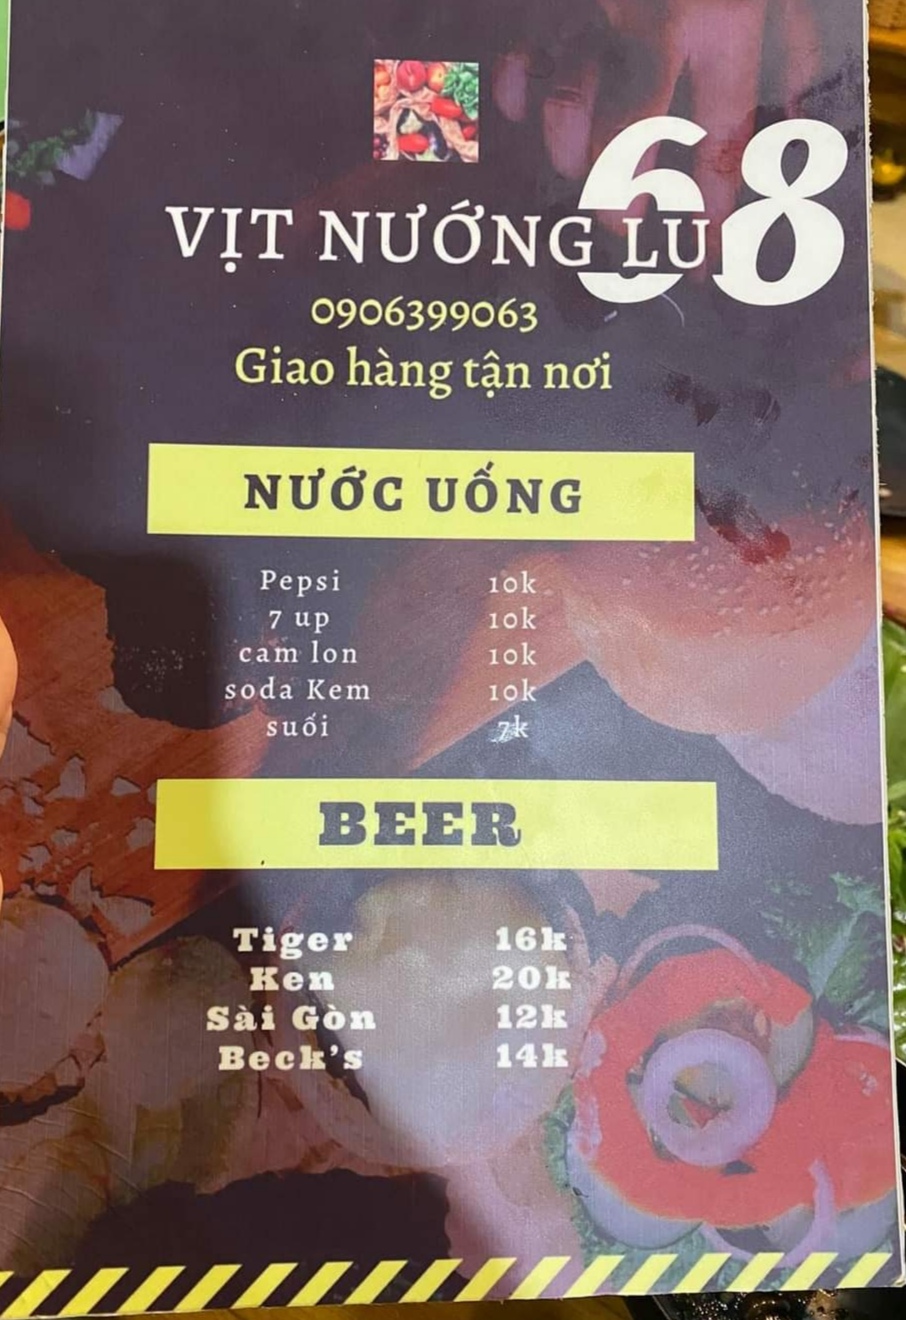 68
VỊT NƯỚNG LU
0906399063
Giao hàng tận nơi
NƯỚC UỐNG
Pepsi 10k
7 up 10k
cam lon 10k
soda Kem 10k
suối 7k
BEER
Tiger 16k
Ken 20k
Sài Gòn 12k
Beck's 14k